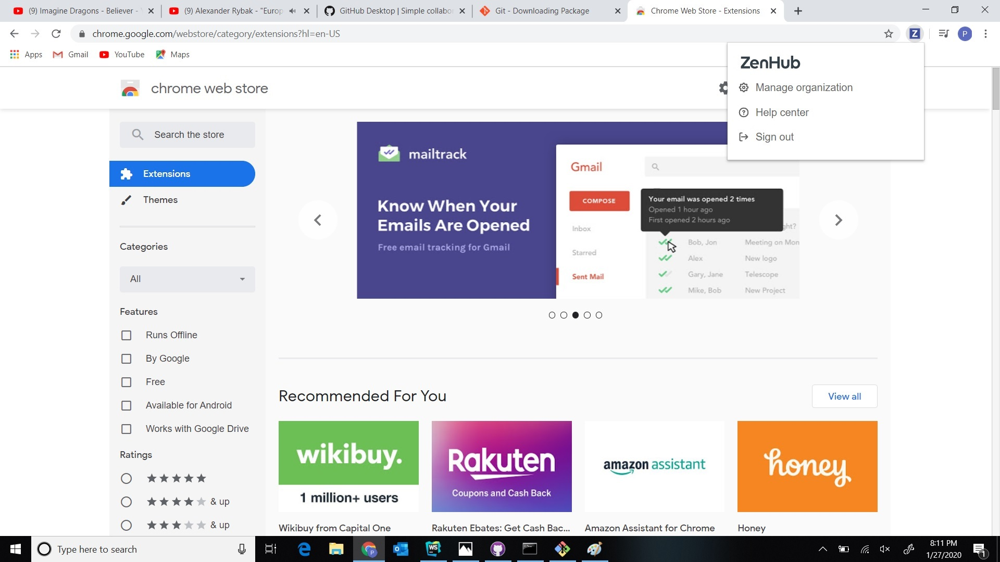 (9) Imagine Dragons - Believer -
(9) Alexander Rybak - "Europ
GitHub Desktop | Simple collabor
Git - Downloading Package
Chrome Web Store - Extensions
chrome.google.com/webstore/category/extensions?hl=en-US
Z
P
Apps
Gmail
YouTube
Maps
ZenHub
Manage organization
Help center
Sign out
chrome web store
Search the store
Extensions
Themes
Categories
All
Features
Runs Offline
By Google
Free
Available for Android
Works with Google Drive
Ratings
& up
& up
mailtrack
Know When Your
Emails Are Opened
Free email tracking for Gmail
Gmail
COMPOSE
Inbox
Starred
Sent Mail
Your email was opened 2 times
Opened 1 hour ago
First opened 2 hours ago
ght?
Bob, Jon Meeting on Mon
Alex New logo
Gary, Jane Telescope
Mike, Bob New Project
Recommended For You
View all
wikibuy.
1 million+ users
Rakuten
Coupons and Cash Back
amazon assistant
honey
Wikibuy from Capital One
Rakuten Ebates: Get Cash Bac...
Amazon Assistant for Chrome
Honey
Type here to search
P
WS
8:11 PM
1/27/2020
1